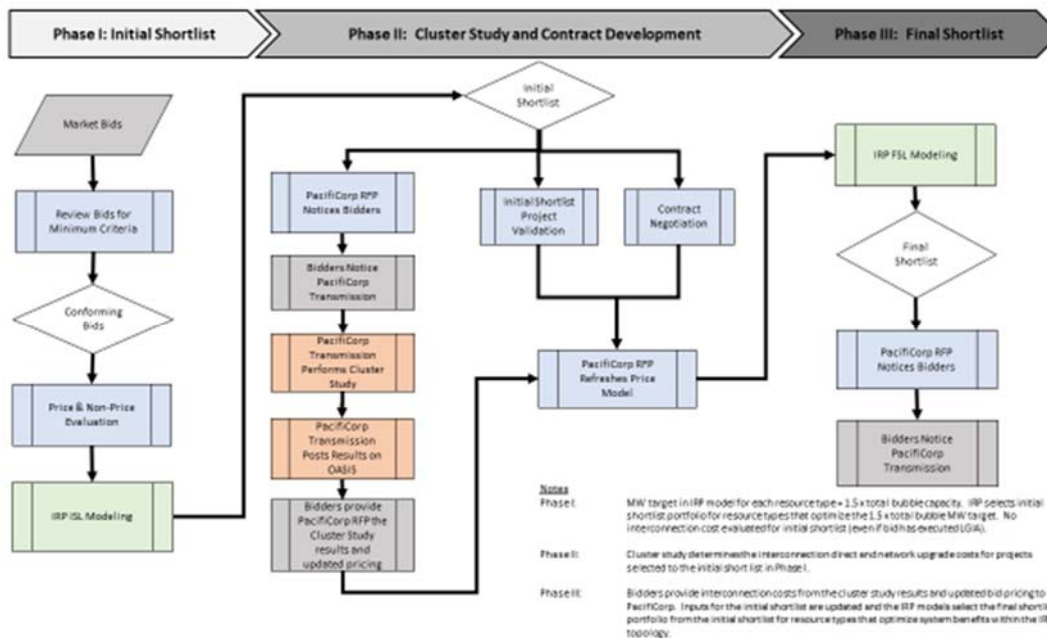 Phase I: Initial Shortlist
Phase II: Cluster Study and Contract Development
Phase III: Final Shortlist
Market Bids
Review Bids for
Minimum Criteria
Conforming
Bids
Price & Non-Price
Evaluation
IRP ISL Modeling
Initial
Shortlist
PacifiCorp RFP
Notices Bidders
Bidders Notice
PacifiCorp
Transmission
PacifiCorp
Transmission
Performs Cluster
Study
PacifiCorp
Transmission
Posts Results on
OASIS
Bidders provide
PacifiCorp RFP the
Cluster Study
results and
updated pricing
Initial Shortlist
Project
Validation
Contract
Negotiation
PacifiCorp RFP
Refreshes Price
Model
IRP FSL Modeling
Final
Shortlist
PacifiCorp RFP
Notices Bidders
Bidders Notice
PacifiCorp
Transmission
Notes
Phase I: MW target in IRP model for each resource type = 1.5 x total bubble capacity. IRP selects initial
shortlist portfolio for resource types that optimize the 1.5 x total bubble MW target. No
interconnection cost evaluated for initial shortlist (even if bid has executed LGIA).
Phase II: Cluster study determines the interconnection direct and network upgrade costs for projects
selected to the initial short list in Phase I.
Phase III: Bidders provide interconnection costs from the cluster study results and updated bid pricing to
PacifiCorp. Inputs for the initial shortlist are updated and the IRP models select the final shortli
portfolio from the initial shortlist for resource types that optimize system benefits within the IR
topology.